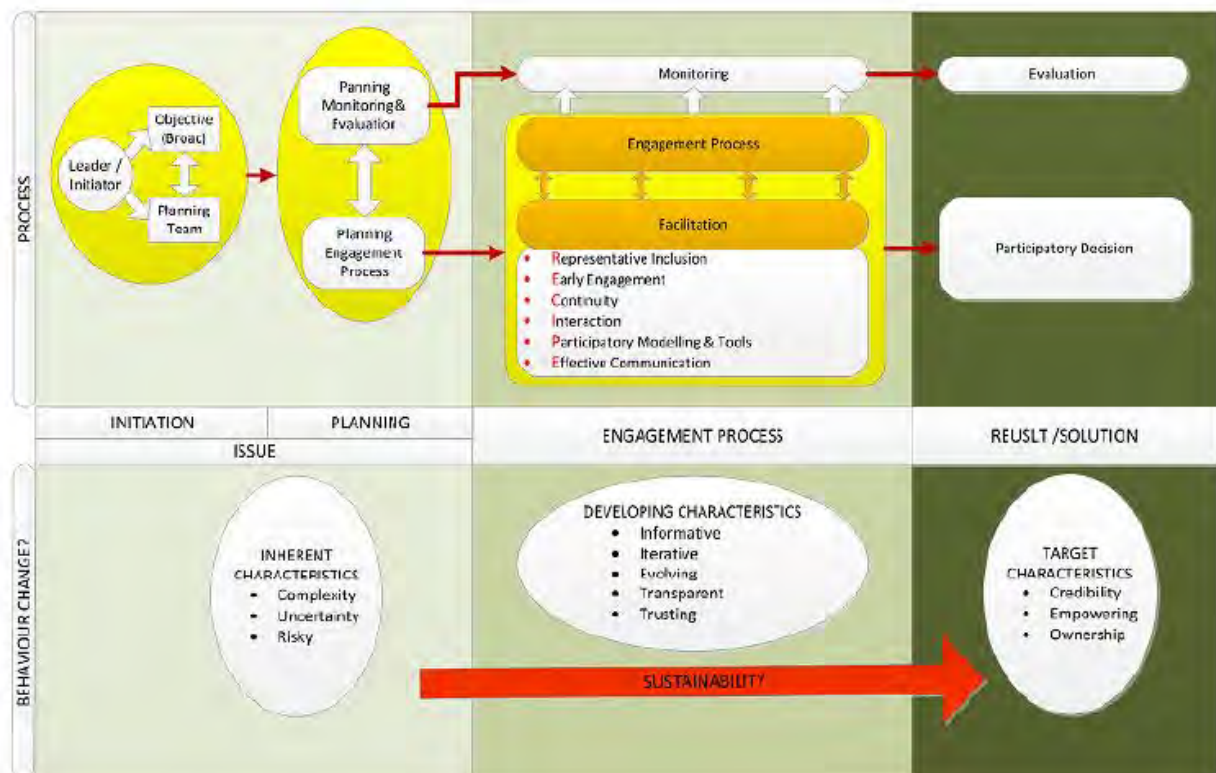 PROCESS
Leader /
Initiator
Objective
(Broac)
Planning
Team
Panning
Monitoring &
Evaluatior
Planning
Engagement
Process
Monitoring
Engagement Process
Facilitation
• Representative Inclusion
• Early Engagement
• Continuity
• Interaction
• Participatory Modelling & Tools
• Effective Communication
Evaluation
Participatory Decision
INITIATION
PLANNING
ISSUE
ENGAGEMENT PROCESS
REUSLT /SOLUTION
BEHAVIOUR CHANGE?
INHERENT
CHARACTERISTICS
• Complexity
• Uncertainty
• Risky
DEVELOPING CHARACTERISTICS
• Informative
• Iterative
• Evolving
• Transparent
• Trusting
TARGET
CHARACTERISTICS
• Credibility
• Empowering
• Ownership
SUSTAINABILITY